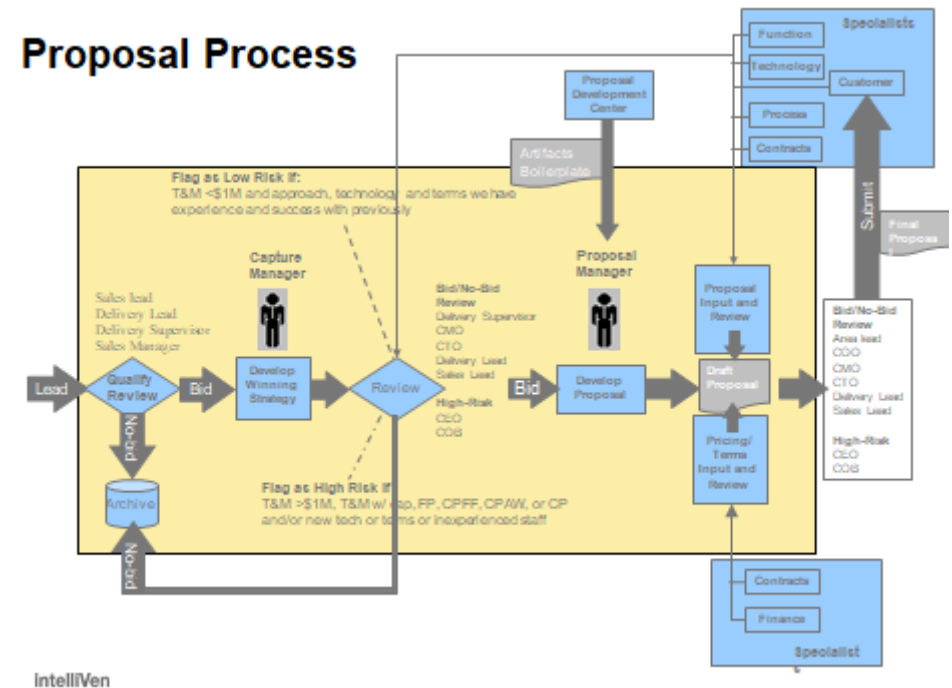 Proposal Process
Specialists
Function
Technology
Customer
Process
Contracts
Proposal
Development
Center
Artifacts
Boilerplate
Submit
Final
Proposa
l
Flag as Low Risk If:
T&M <$1M and approach, technology and terms we have
experience and success with previously
Capture
Manager
Proposal
Manager
Sales lead
Delivery Lead
Delivery Supervisor
Sales Manager
Bid/No-Bid
Review
Delivery Supervisor
CMO
CTO
Delivery Lead
Sales Lead
High-Risk
CEO
COB
Proposal
Input and
Review
Bid/No-Bid
Review
Area lead
COO
CMO
CTO
Delivery Lead
Sales Lead
High-Risk
CEO
COB
Lead
Qualify
Review
Bid
Develop
Winning
Strategy
Review
Bid
Develop
Proposal
Draft
Proposal
No-bid
Archive
Pricing/
Terms
Input and
Review
Flag as High Risk If
T&M >$1M, T&M w/ cap, FP, CPFF, CPAW, or CP
and/or new tech or terms or inexperienced staff
No-bid
Contracts
Finance
Specialist
s
intelliVen